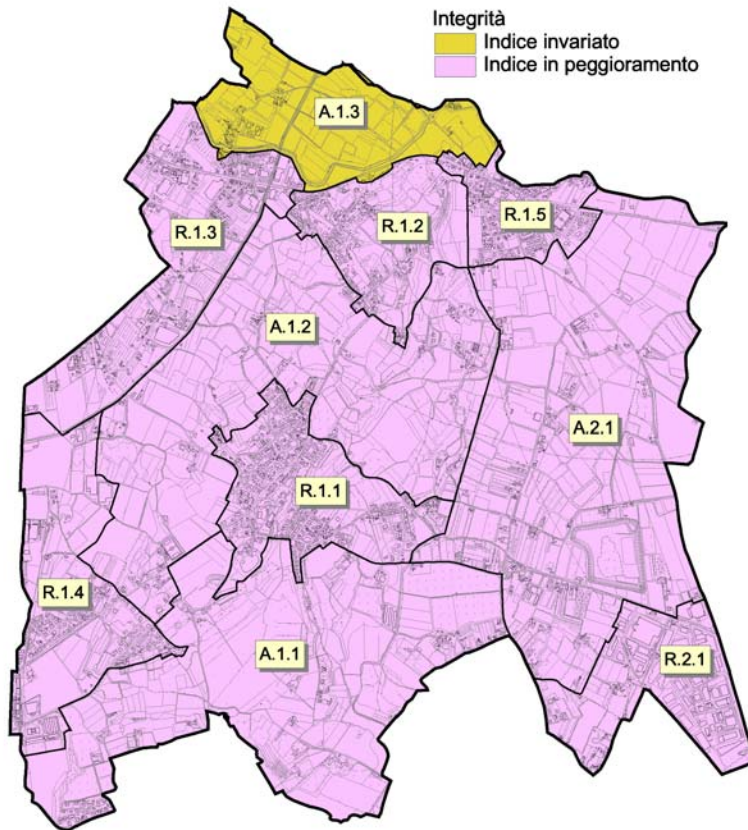 Integrità
Indice invariato
Indice in peggioramento
A.1.3
R.1.3
R.1.2
R.1.5
A.1.2
A.2.1
R.1.1
R.1.4
A.1.1
R.2.1